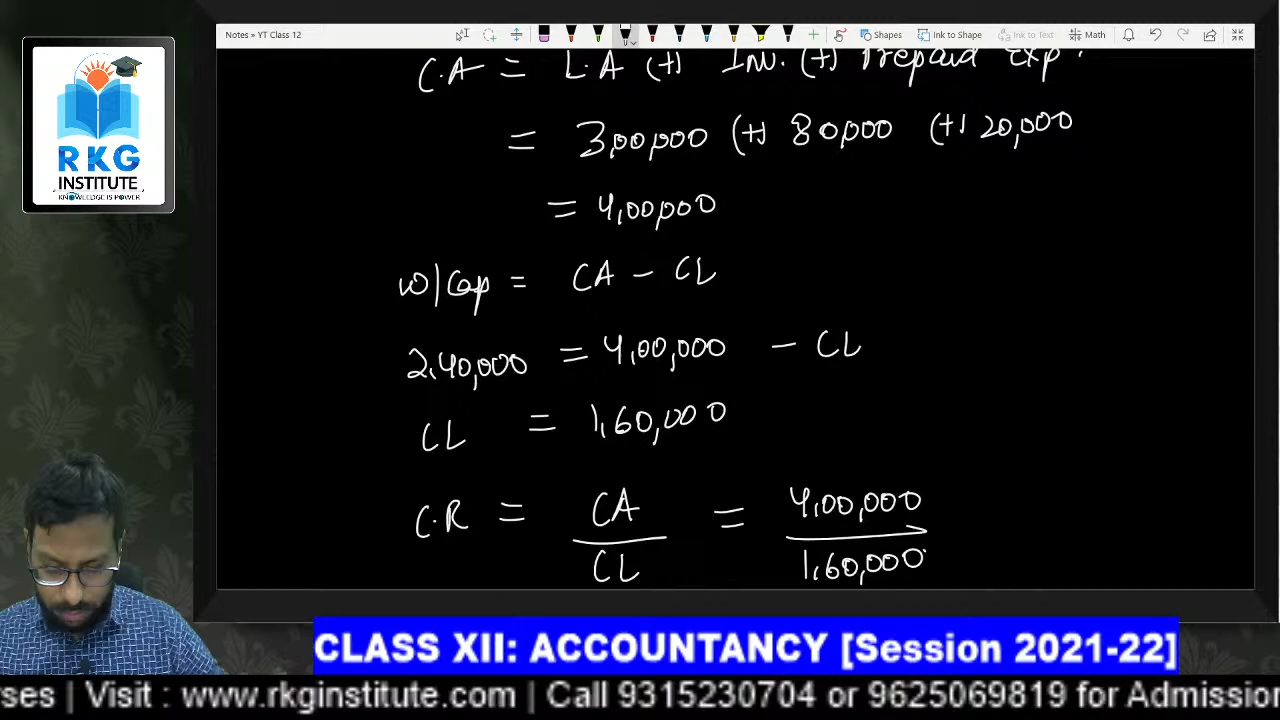 Notes » YT Class 12
Shapes Ink to Shape Ink to Text Math
C.A = L.A (+) Inv. (+) Prepaid Exp.
= 3,00,000 (+) 80,000 (+) 20,000
= 4,00,000
W/Cap = CA - CL
2,40,000 = 4,00,000 - CL
CL = 1,60,000
C.R = CA / CL = 4,00,000 / 1,60,000
RKG
INSTITUTE
KNOWLEDGE IS POWER
CLASS XII: ACCOUNTANCY [Session 2021-22]
rses | Visit : www.rkginstitute.com | Call 9315230704 or 9625069819 for Admission